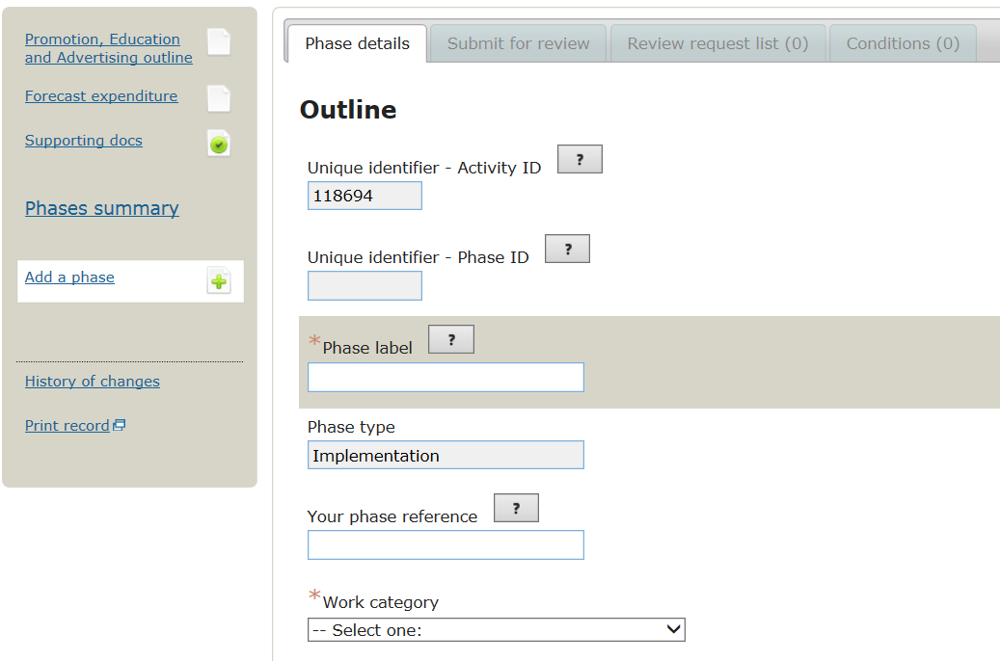 Promotion, Education
and Advertising outline
Forecast expenditure
Supporting docs
Phases summary
Add a phase
History of changes
Print record
Phase details
Submit for review
Review request list (0)
Conditions (0)
Outline
Unique identifier - Activity ID ?
118694
Unique identifier - Phase ID ?
*Phase label ?
Phase type
Implementation
Your phase reference ?
*Work category
-- Select one: